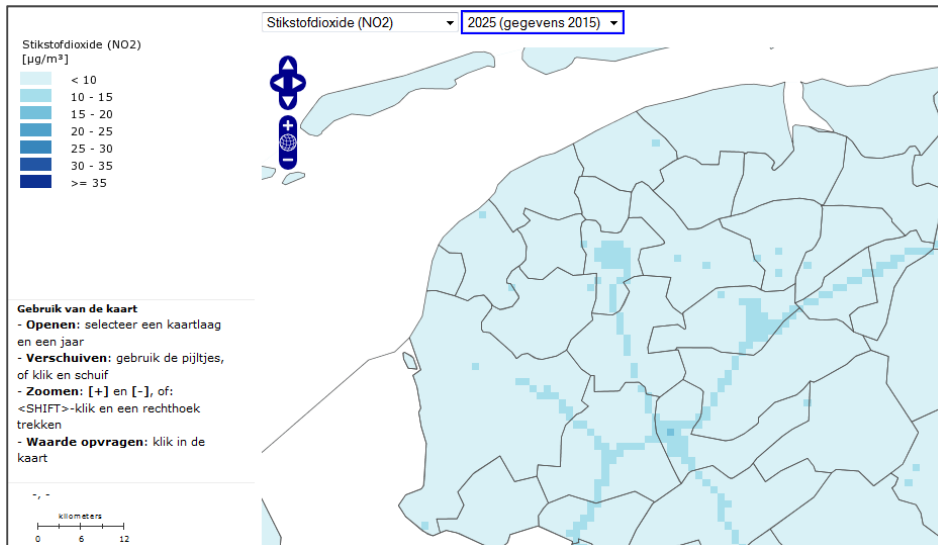 Stikstofdioxide (NO2)
2025 (gegevens 2015)
Stikstofdioxide (NO2)
[µg/m³]
< 10
10 - 15
15 - 20
20 - 25
25 - 30
30 - 35
>= 35
Gebruik van de kaart
- Openen: selecteer een kaartlaag
en een jaar
- Verschuiven: gebruik de pijltjes,
of klik en schuif
- Zoomen: [+] en [-], of:
<SHIFT>-klik en een rechthoek
trekken
- Waarde opvragen: klik in de
kaart
-, -
kilometers
0 6 12